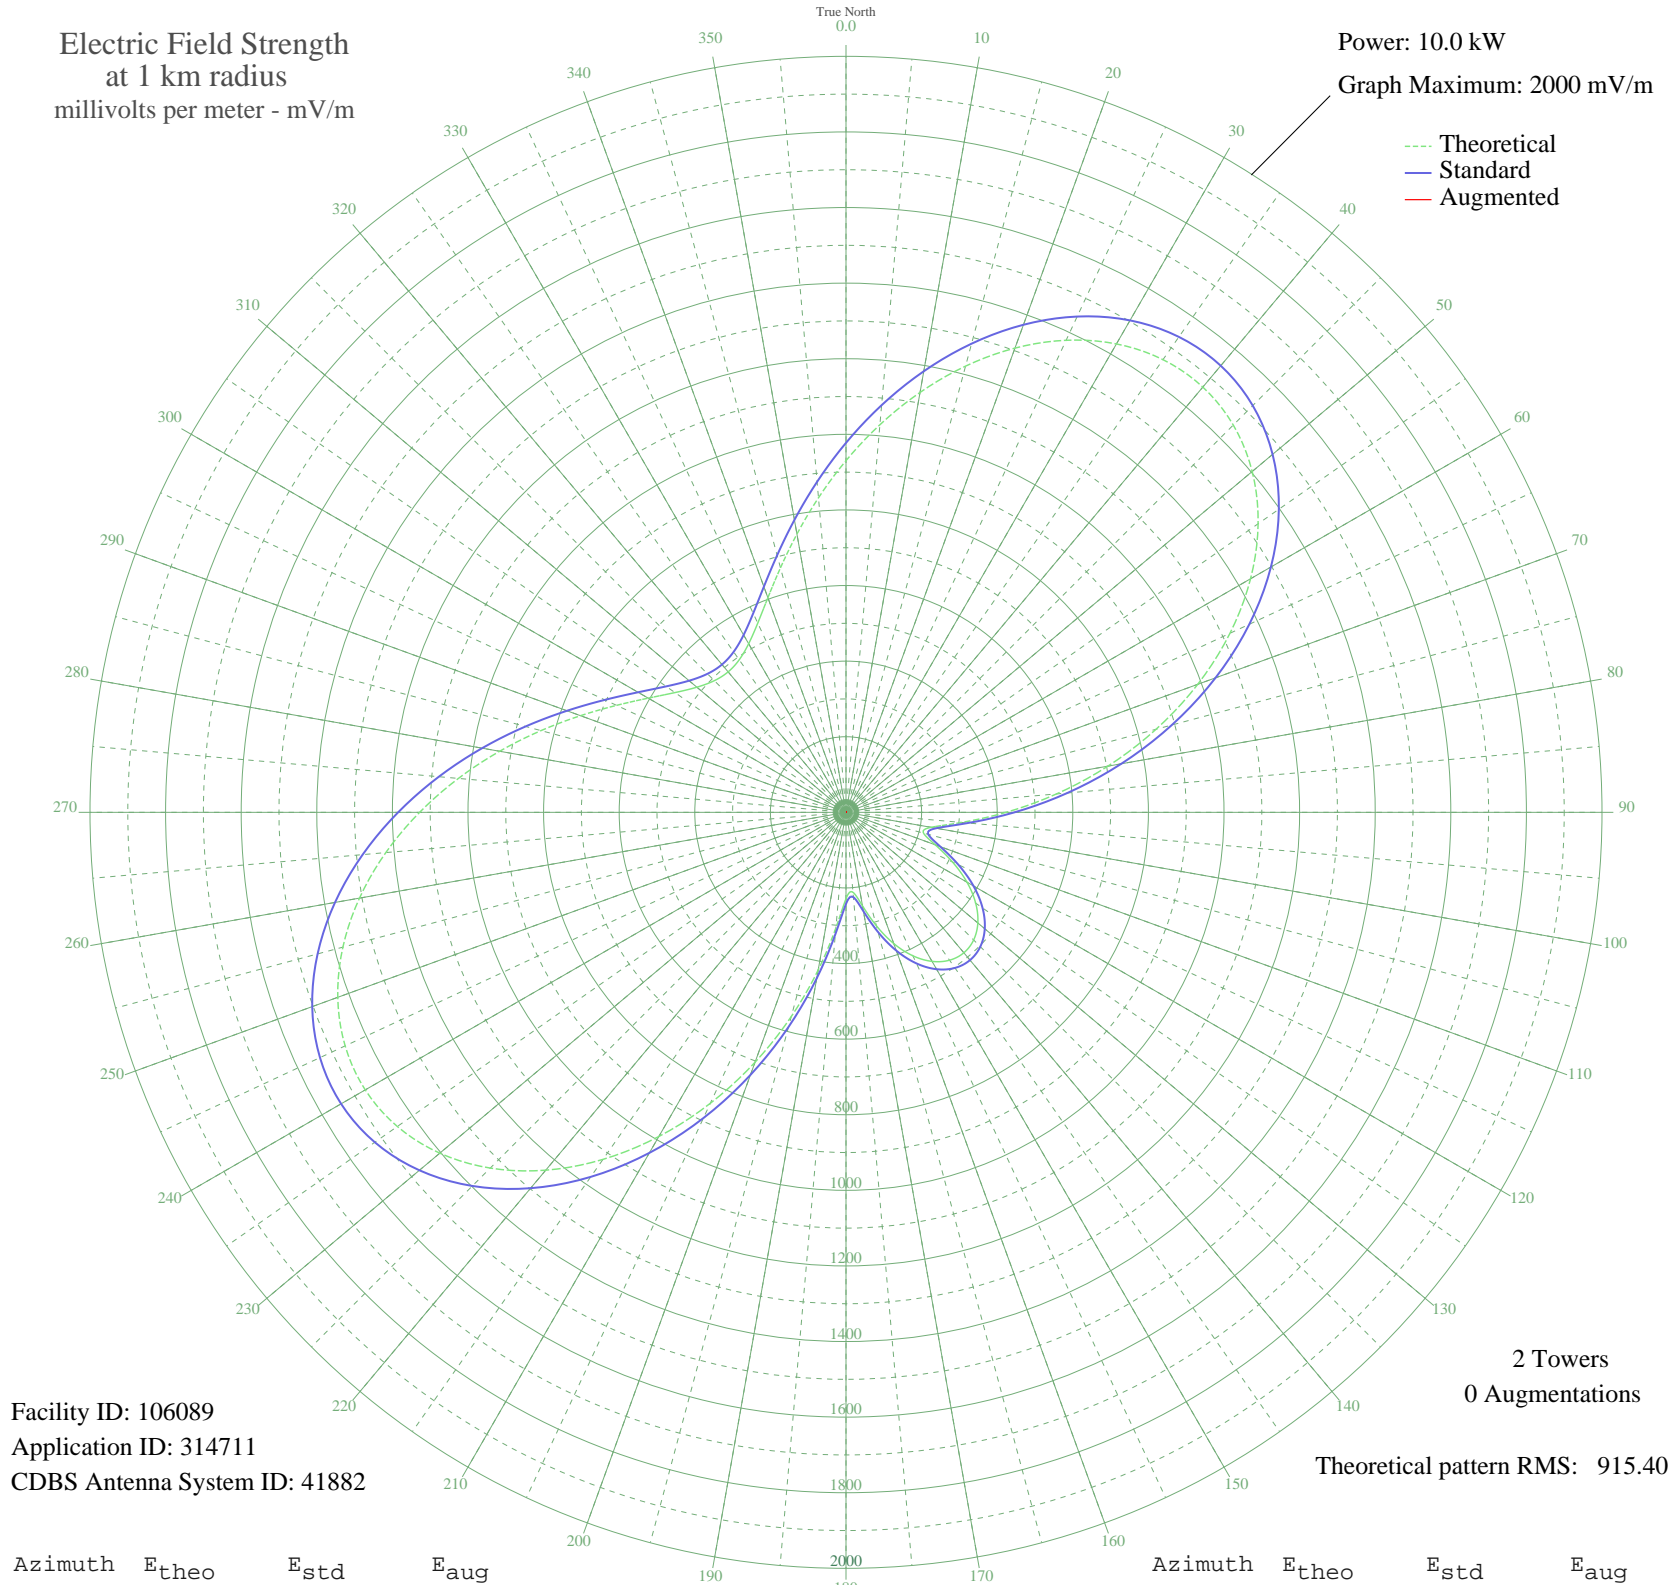 Electric Field Strength
at 1 km radius
millivolts per meter - mV/m
True North
0.0
10
20
30
40
50
60
70
80
90
100
110
120
130
140
150
160
170
190
200
210
220
230
240
250
260
270
280
290
300
310
320
330
340
350
Power: 10.0 kW
Graph Maximum: 2000 mV/m
Theoretical
Standard
Augmented
400
600
800
1000
1200
1400
1600
1800
2000
2 Towers
0 Augmentations
Theoretical pattern RMS: 915.40
Facility ID: 106089
Application ID: 314711
CDBS Antenna System ID: 41882
Azimuth Etheo Estd Eaug Azimuth Etheo Estd Eaug